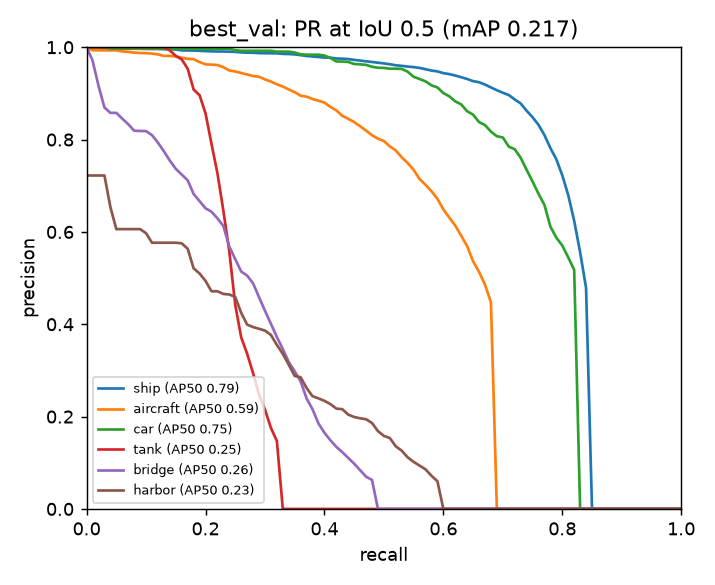 best_val: PR at IoU 0.5 (mAP 0.217)
1.0
0.8
0.6
0.4
0.2
0.0
precision
ship (AP50 0.79)
aircraft (AP50 0.59)
car (AP50 0.75)
tank (AP50 0.25)
bridge (AP50 0.26)
harbor (AP50 0.23)
0.0 0.2 0.4 0.6 0.8 1.0
recall